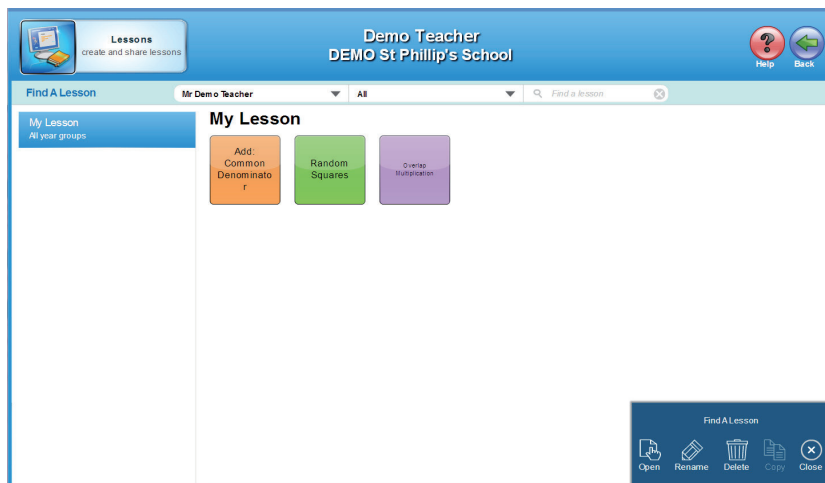 Lessons
create and share lessons
Demo Teacher
DEMO St Phillip's School
Help
Back
Find A Lesson
Mr Demo Teacher
All
Find a lesson
My Lesson
All year groups
My Lesson
Add:
Common
Denominato
r
Random
Squares
Overlap
Multiplication
Find A Lesson
Open
Rename
Delete
Copy
Close